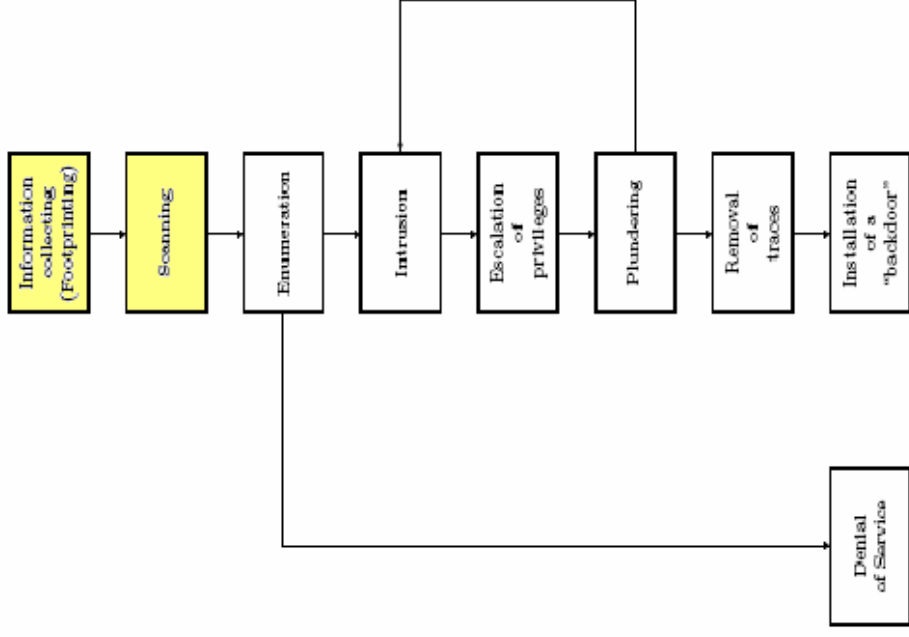 Information
collecting
(Footprinting)
Scanning
Enumeration
Intrusion
Escalation
of
privileges
Plundering
Removal
of
traces
Installation
of a
"backdoor"
Denial
of Service